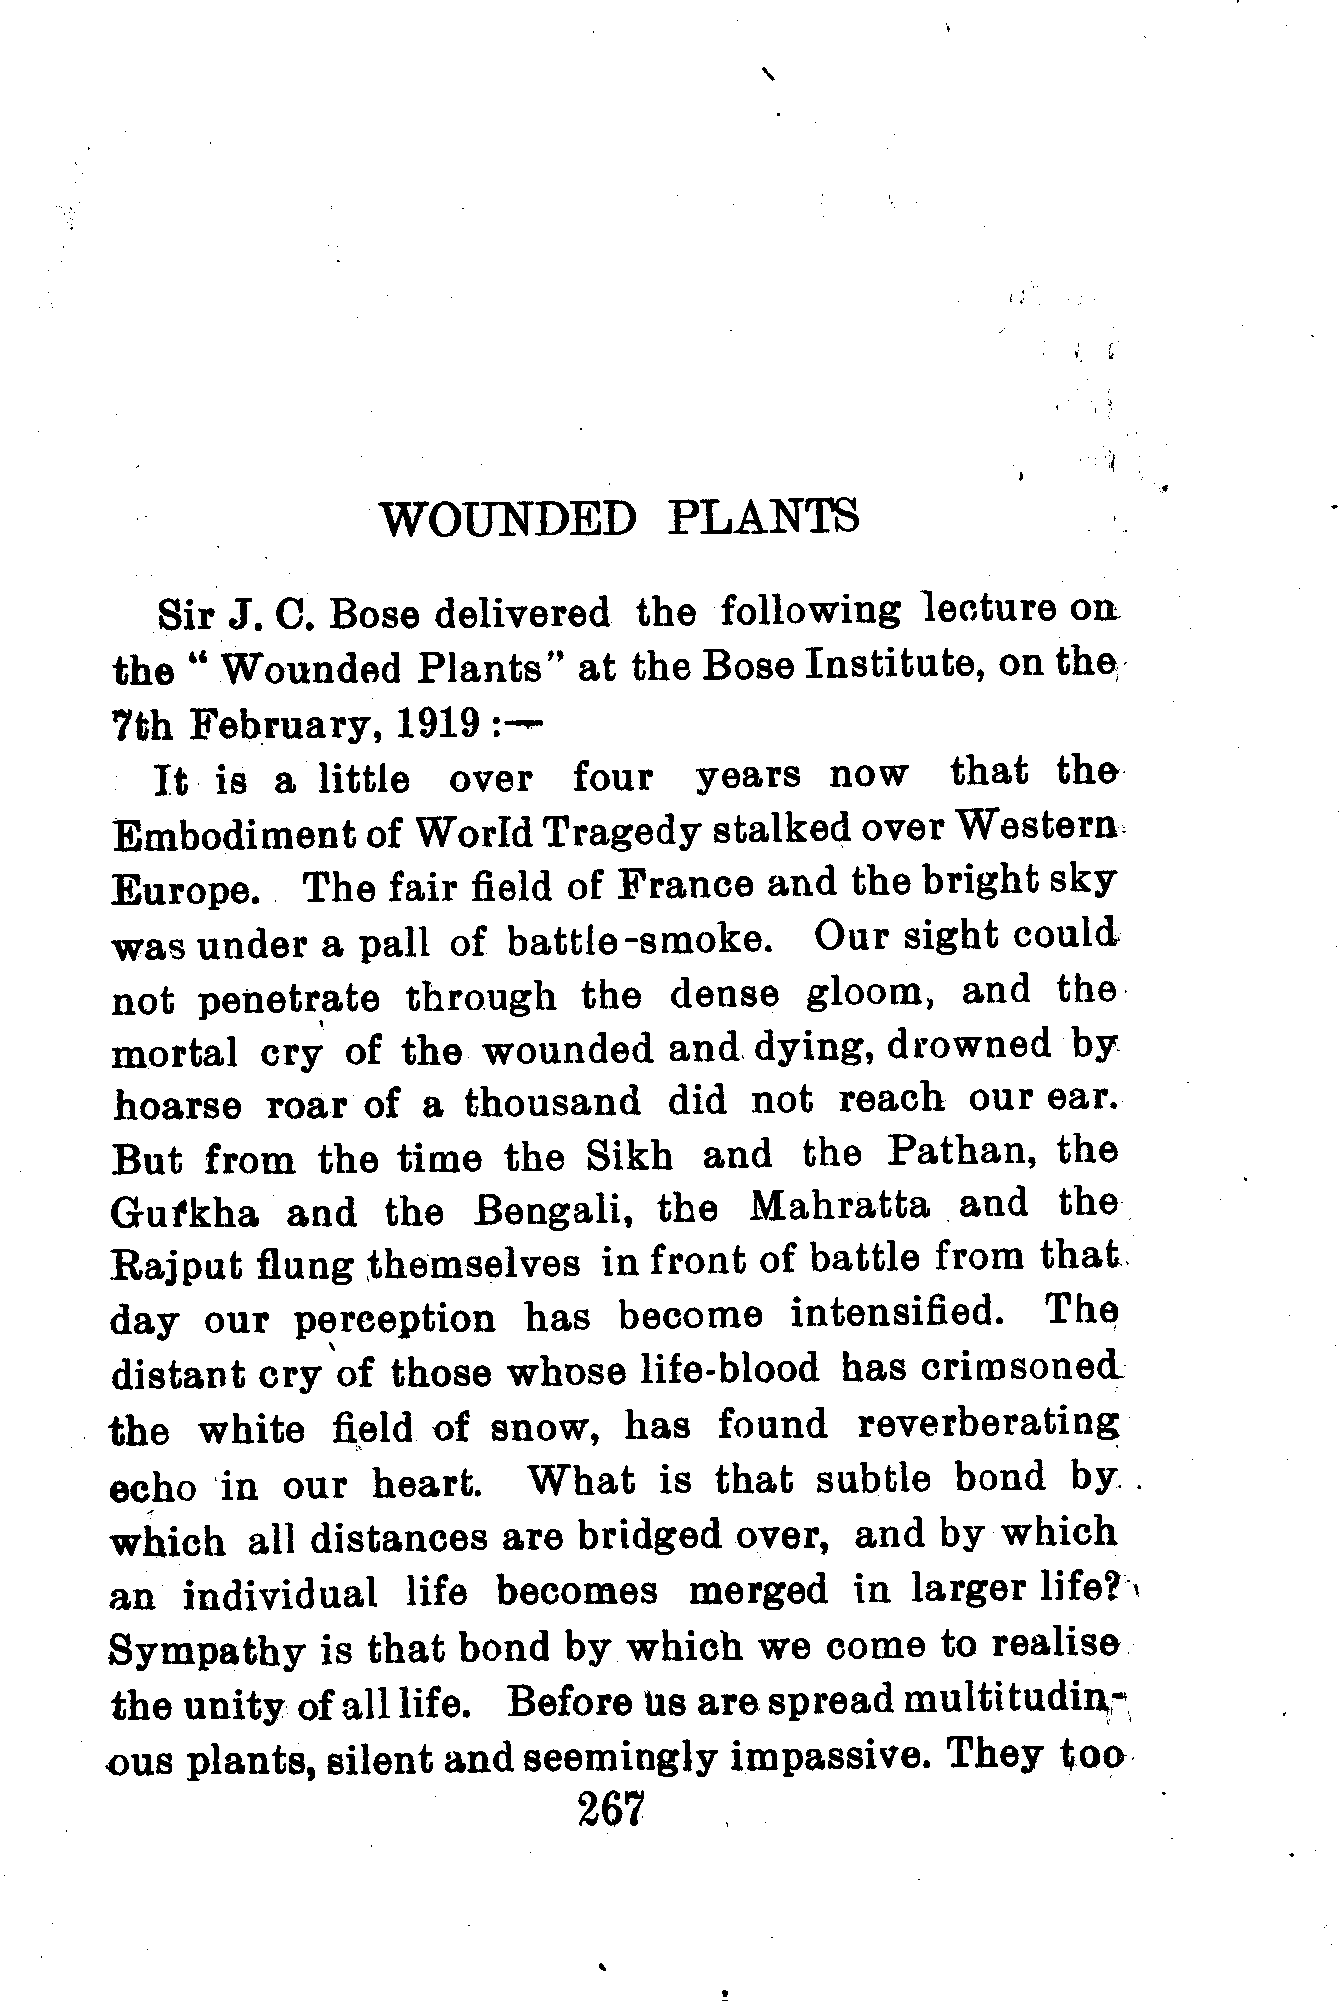 WOUNDED PLANTS
Sir J. C. Bose delivered the following lecture on
the “ Wounded Plants” at the Bose Institute, on the
7th February, 1919 :—
It is a little over four years now that the
Embodiment of World Tragedy stalked over Western
Europe. The fair field of France and the bright sky
was under a pall of battle-smoke. Our sight could
not penetrate through the dense gloom, and the
mortal cry of the wounded and dying, drowned by
hoarse roar of a thousand did not reach our ear.
But from the time the Sikh and the Pathan, the
Gurkha and the Bengali, the Mahratta and the
Rajput flung themselves in front of battle from that
day our perception has become intensified. The
distant cry of those whose life-blood has crimsoned
the white field of snow, has found reverberating
echo in our heart. What is that subtle bond by
which all distances are bridged over, and by which
an individual life becomes merged in larger life?
Sympathy is that bond by which we come to realise
the unity of all life. Before us are spread multitudin-
ous plants, silent and seemingly impassive. They too
267